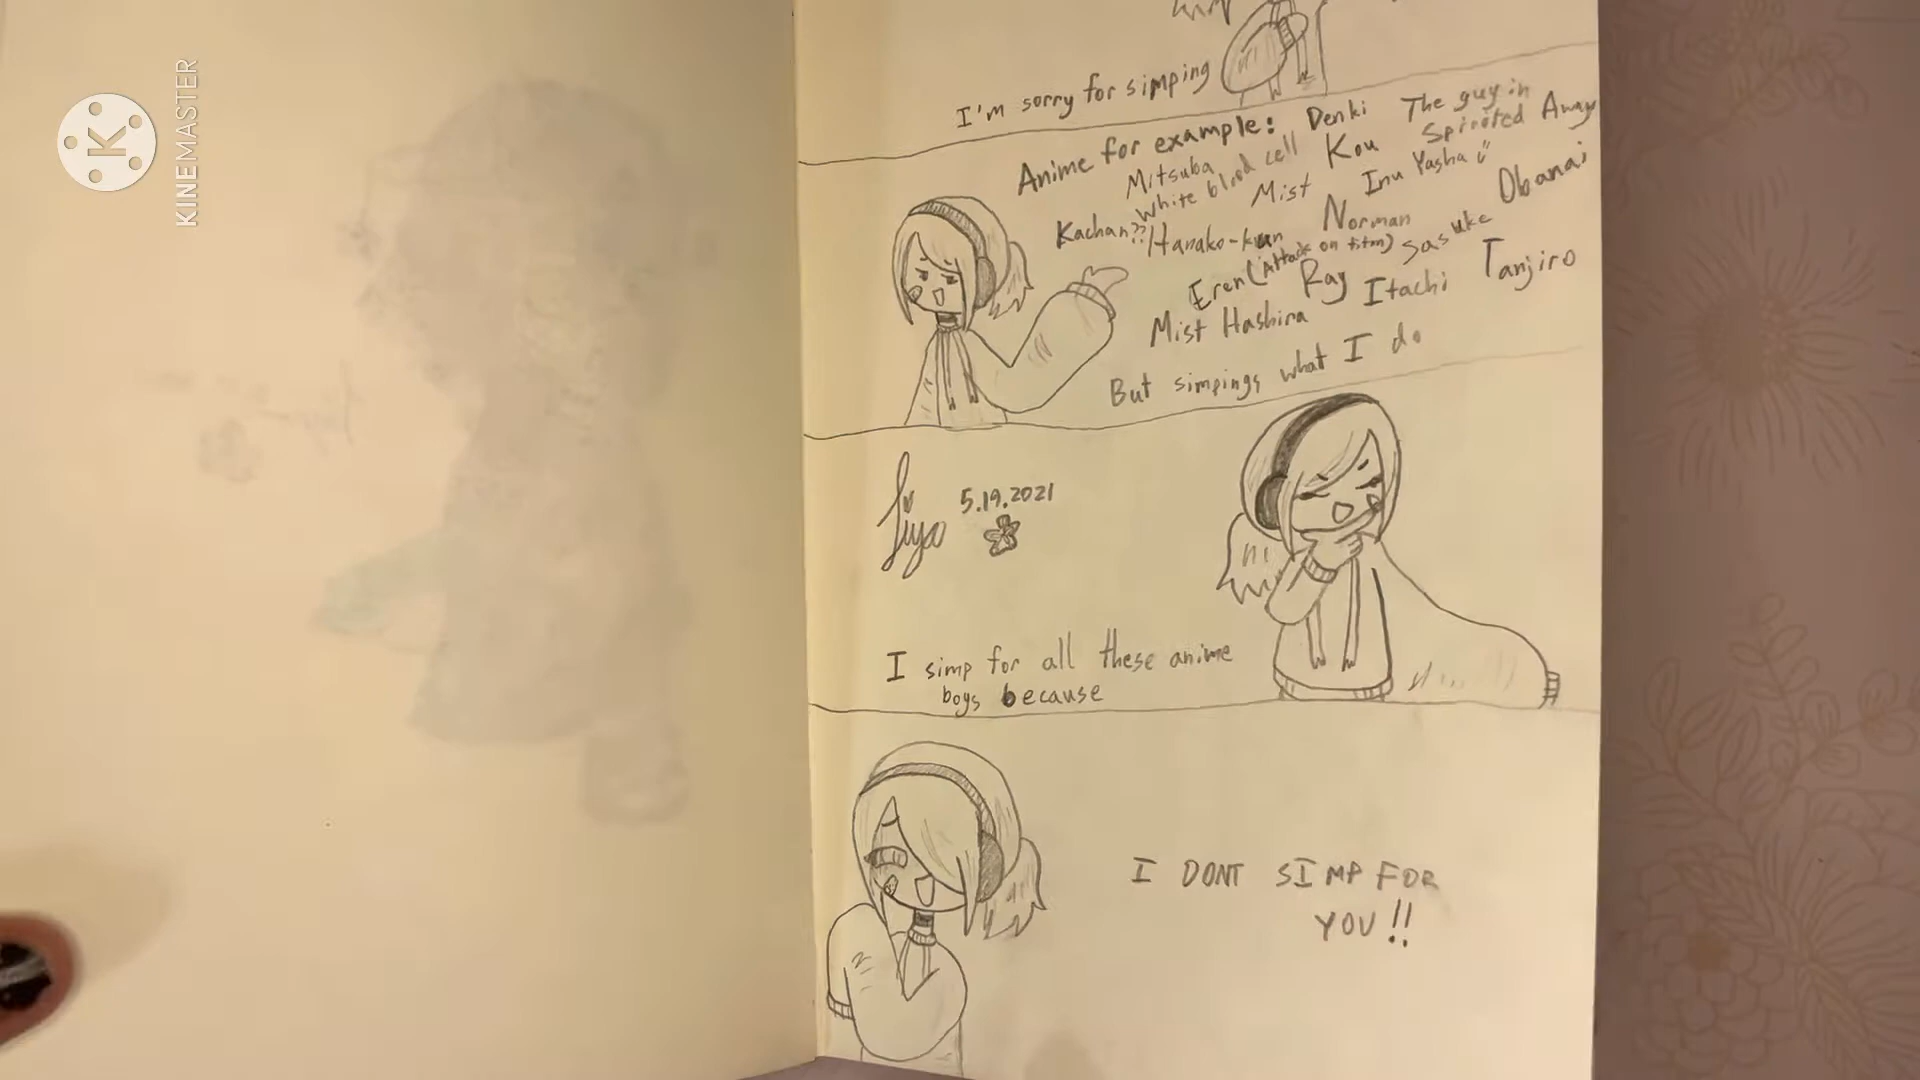 KINEMASTER
I'm sorry for simping
Anime for example: Denki The guy in
Spirited Away
Mitsuba
White blood cell Kou
Mist Inu Yasha
Kachan?? Hanako-kun Norman Obanai
Eren (Attack on titan) Sasuke
Ray Itachi Tanjiro
Mist Hashira
But simpings what I do
5.19.2021
I simp for all these anime
boys because
I DONT SIMP FOR
YOU!!